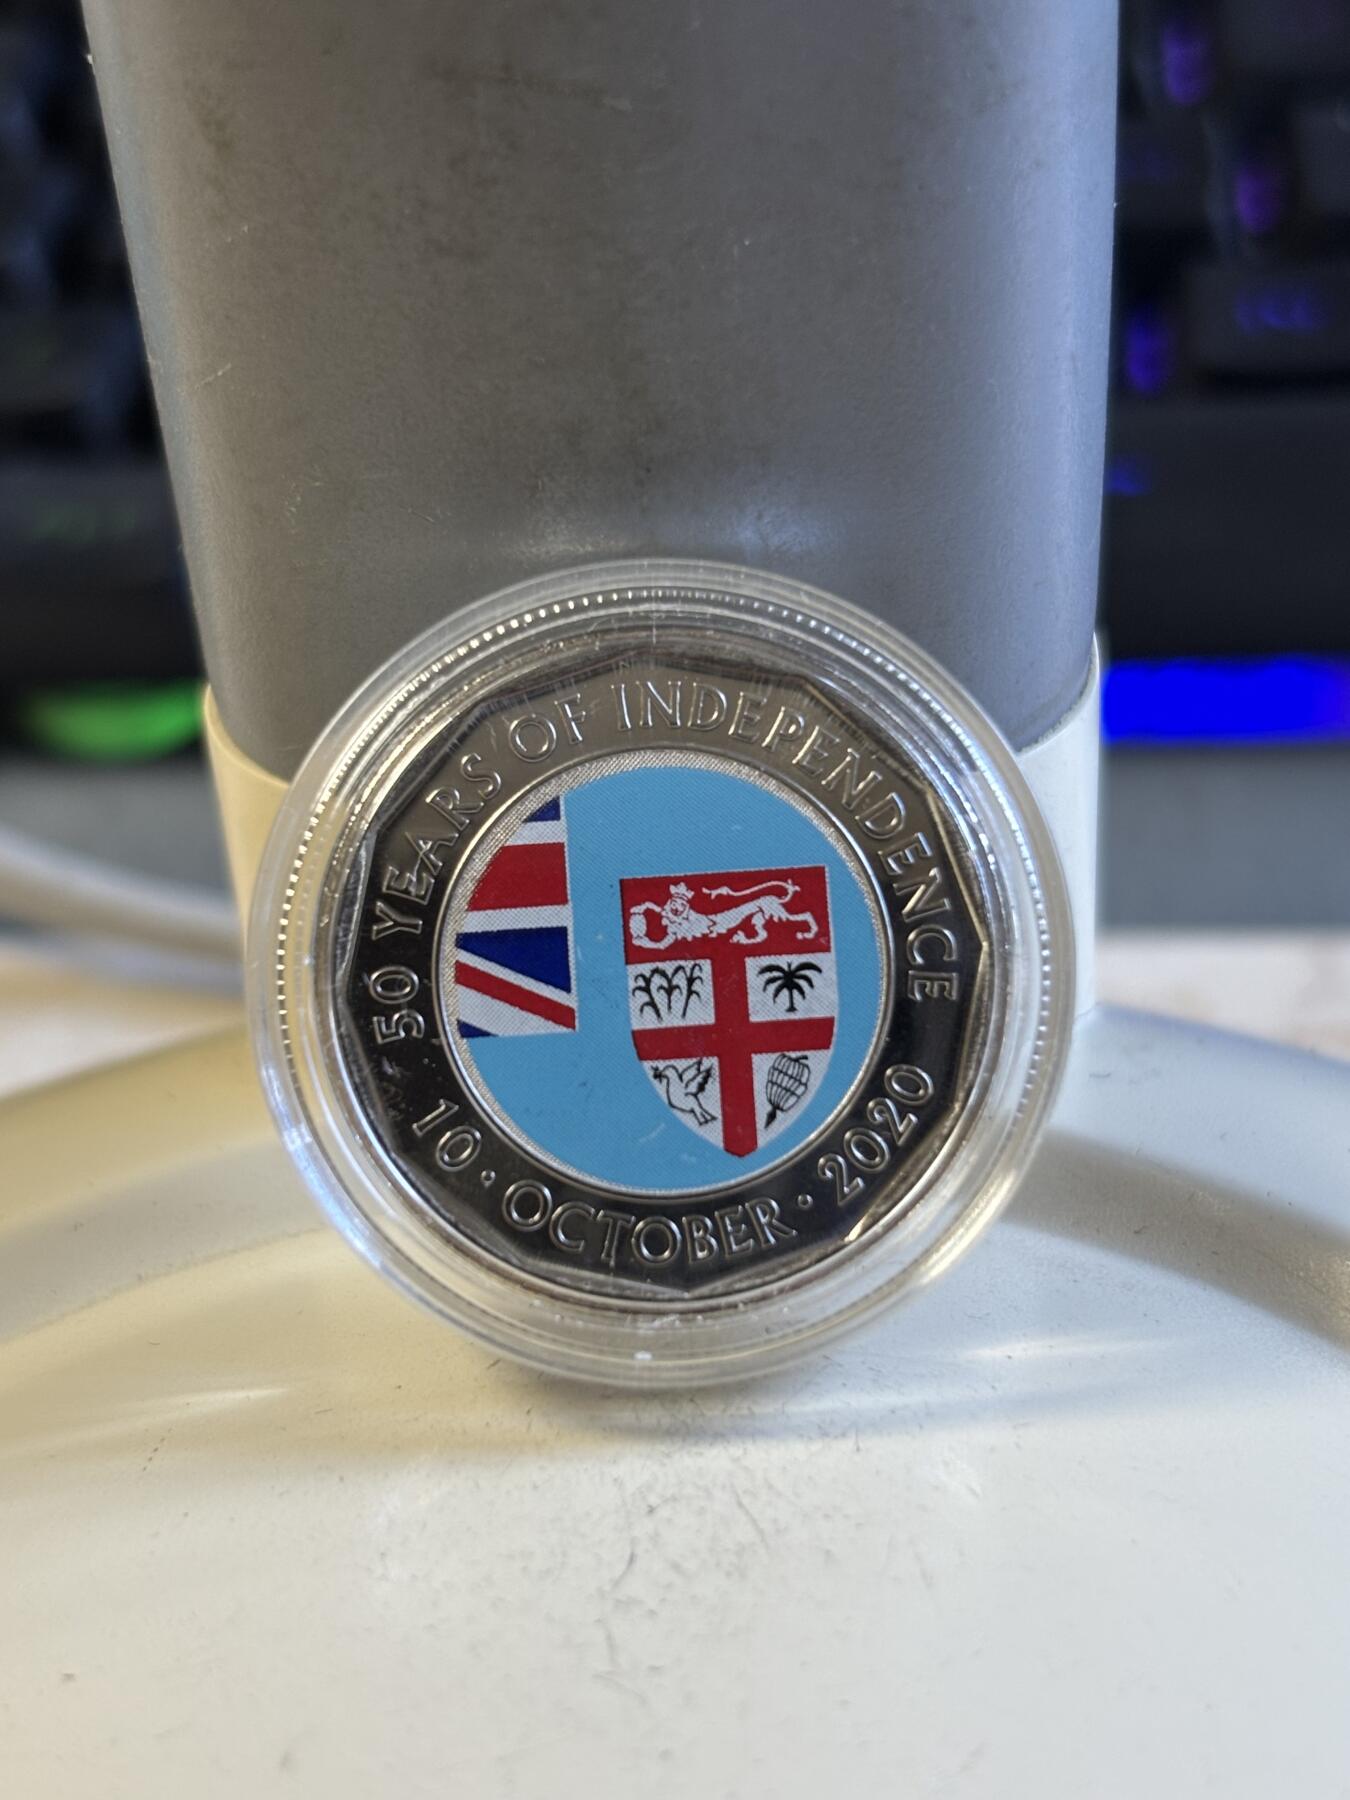 50 YEARS OF INDEPENDENCE
10 · OCTOBER · 2020